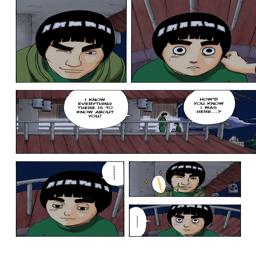 I KNOW
EVERYTHING
THERE IS TO
KNOW ABOUT
YOU!
HOW'D
YOU KNOW
I WAS
HERE...?